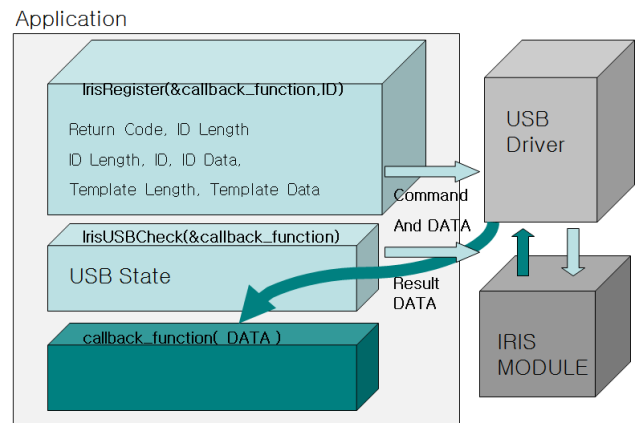 Application
IrisRegister(&callback_function,ID)
Return Code, ID Length
ID Length, ID, ID Data,
Template Length, Template Data
USB
Driver
Command
And DATA
IrisUSBCheck(&callback_function)
USB State
Result
DATA
callback_function( DATA )
IRIS
MODULE